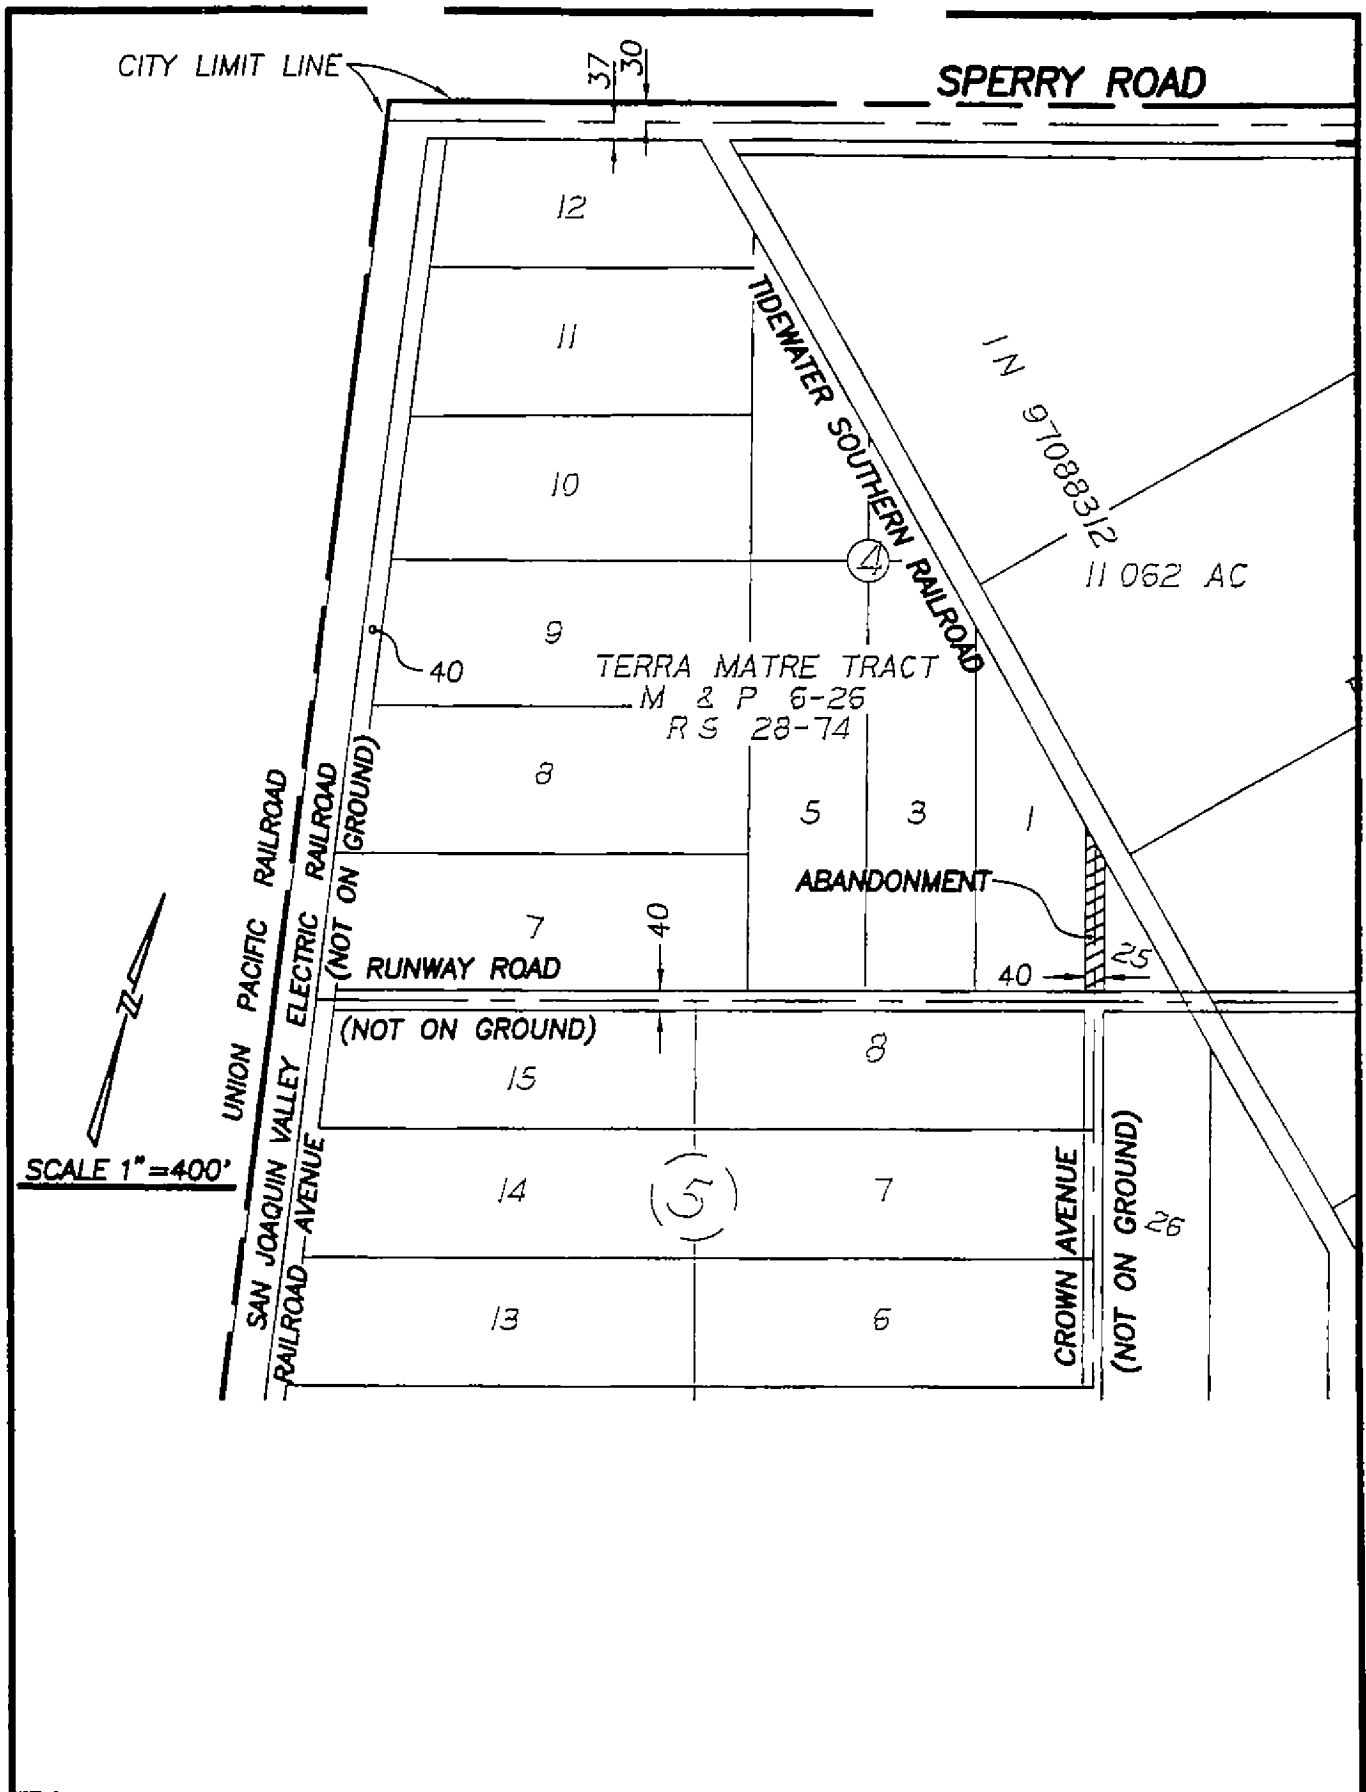 CITY LIMIT LINE
37
30
SPERRY ROAD
12
11
10
9
8
7
TIDEWATER SOUTHERN RAILROAD
IN 97088312
11 062 AC
4
40
TERRA MATRE TRACT
M & P 6-26
R S 28-74
5
3
1
ABANDONMENT
40
25
40
RUNWAY ROAD
(NOT ON GROUND)
UNION PACIFIC RAILROAD
SAN JOAQUIN VALLEY ELECTRIC RAILROAD
(NOT ON GROUND)
RAILROAD AVENUE
N
SCALE 1"=400'
15
8
14
5
7
13
6
CROWN AVENUE
(NOT ON GROUND)
26